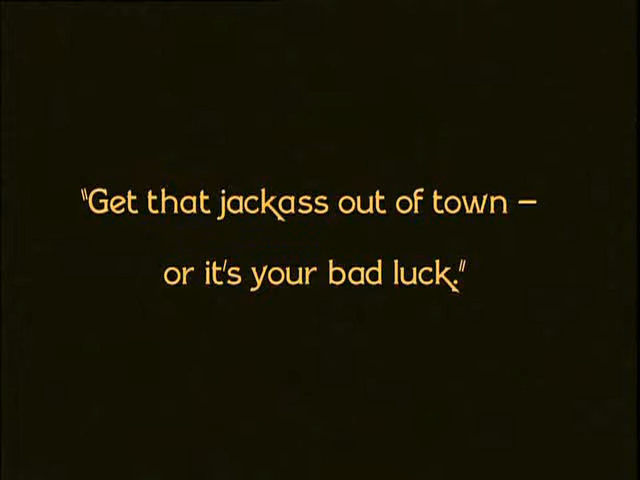 "Get that jackass out of town –
or it's your bad luck."